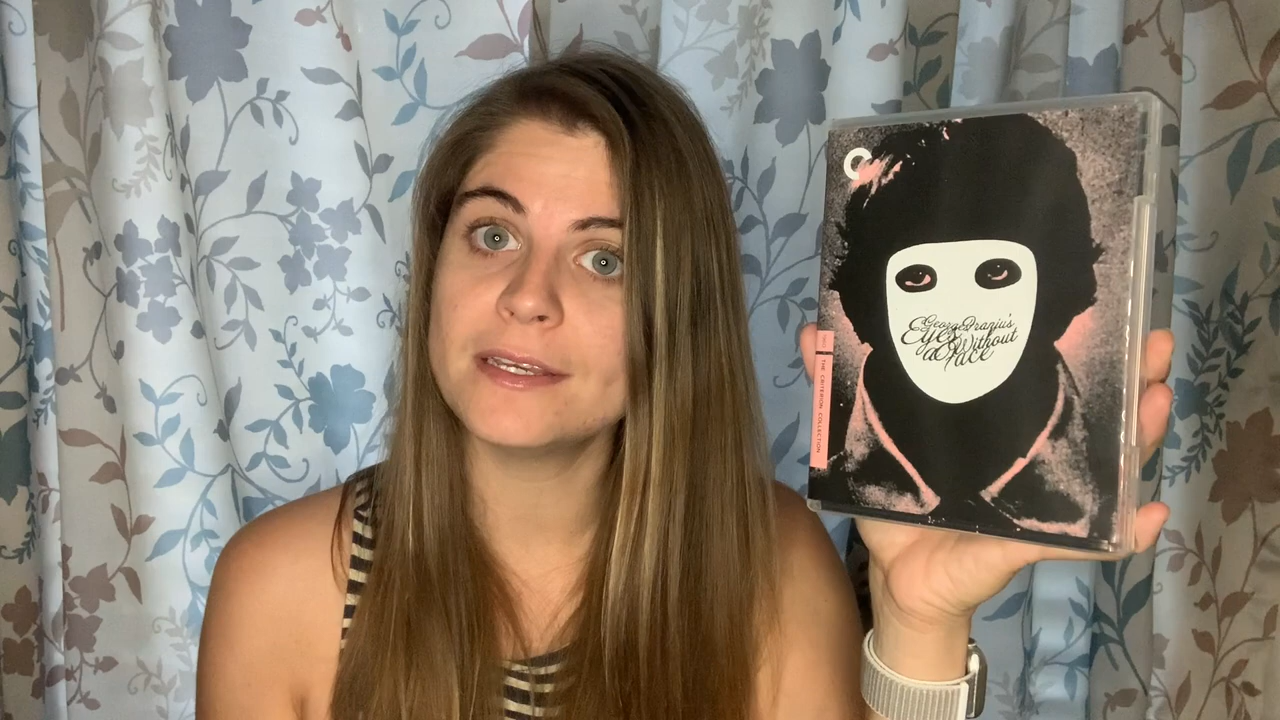 Georges Franju's
Eyes Without
a Face
THE CRITERION COLLECTION